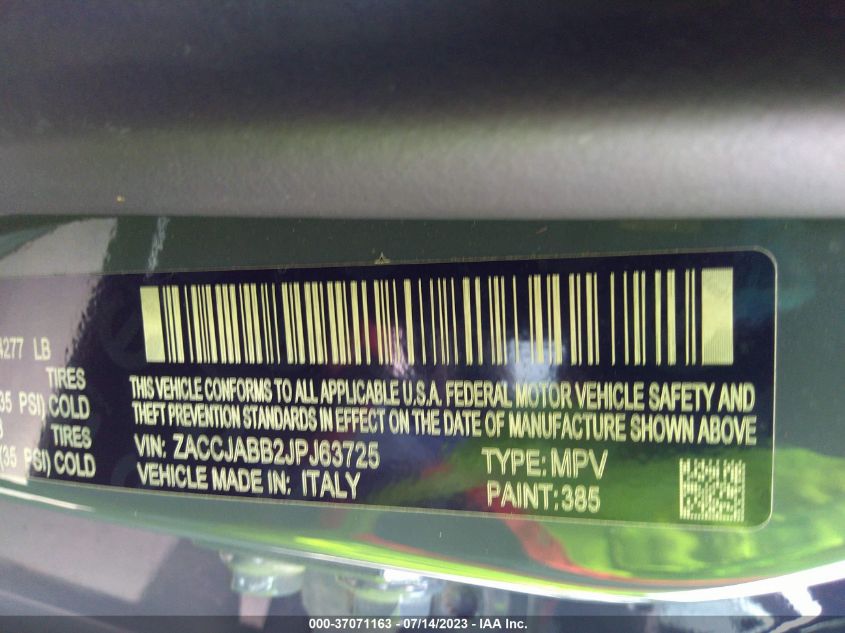 4277 LB
TIRES
35 PSI) COLD
TIRES
(35 PSI) COLD
THIS VEHICLE CONFORMS TO ALL APPLICABLE U.S.A. FEDERAL MOTOR VEHICLE SAFETY AND
THEFT PREVENTION STANDARDS IN EFFECT ON THE DATE OF MANUFACTURE SHOWN ABOVE
VIN: ZACCJABB2JPJ63725
TYPE: MPV
VEHICLE MADE IN: ITALY
PAINT: 385
000-37071163 - 07/14/2023 - IAA Inc.